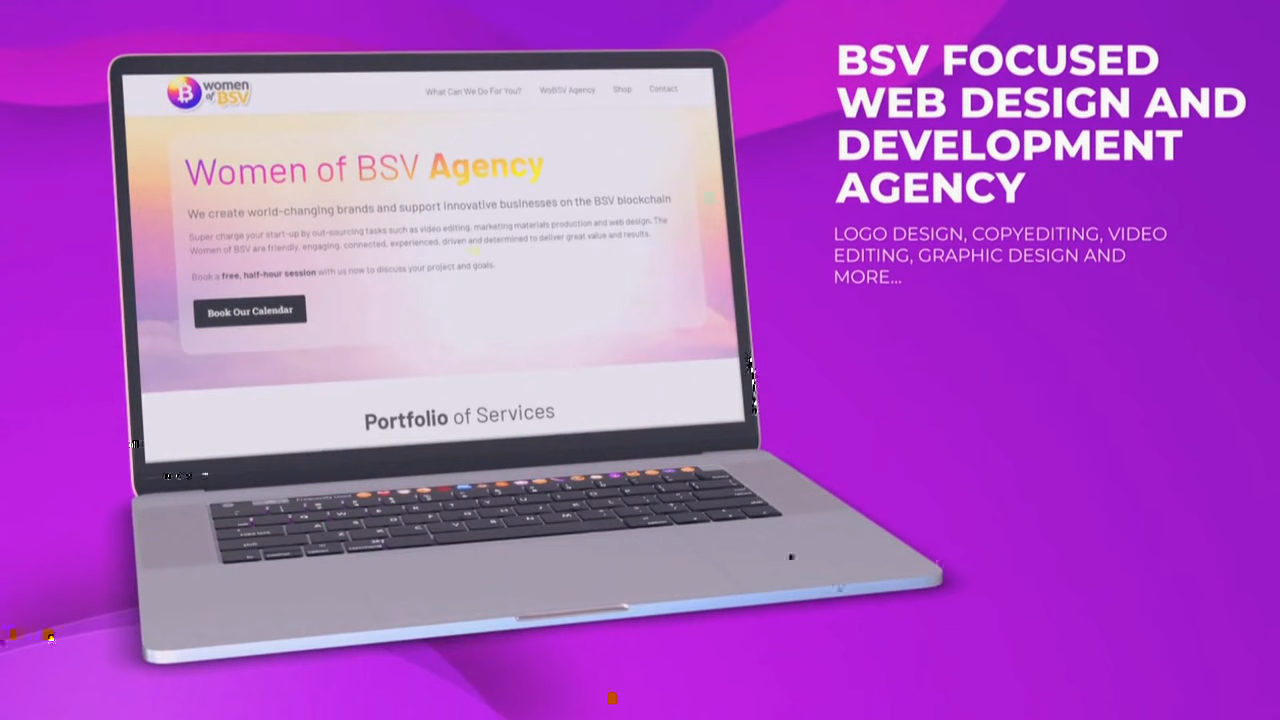 women
of BSV
What Can We Do For You?
WoBSV Agency
Shop
Contact
Women of BSV Agency
We create world-changing brands and support innovative businesses on the BSV blockchain
Super charge your start-up by out-sourcing tasks such as video editing, marketing materials production and web design. The
Women of BSV are friendly, engaging, connected, experienced, driven and determined to deliver great value and results.
Book a free, half-hour session with us now to discuss your project and goals.
Book Our Calendar
Portfolio of Services
BSV FOCUSED
WEB DESIGN AND
DEVELOPMENT
AGENCY
LOGO DESIGN, COPYEDITING, VIDEO
EDITING, GRAPHIC DESIGN AND
MORE...